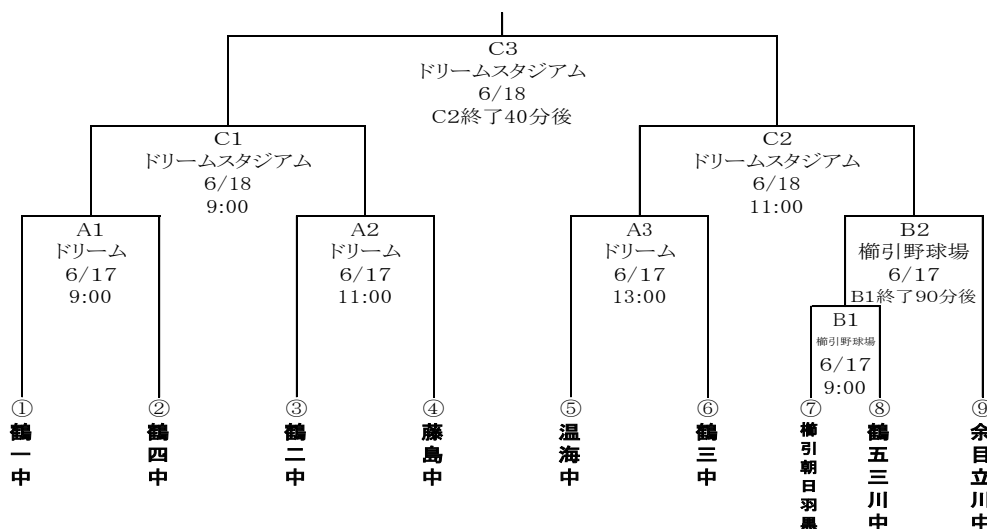 C3
ドリームスタジアム
6/18
C2終了40分後
C1
ドリームスタジアム
6/18
9:00
C2
ドリームスタジアム
6/18
11:00
A1
ドリーム
6/17
9:00
A2
ドリーム
6/17
11:00
A3
ドリーム
6/17
13:00
B2
櫛引野球場
6/17
B1終了90分後
B1
櫛引野球場
6/17
9:00
①
鶴一中
②
鶴四中
③
鶴二中
④
藤島中
⑤
温海中
⑥
鶴三中
⑦
櫛引朝日羽黒
⑧
鶴五三川中
⑨
余目立川中